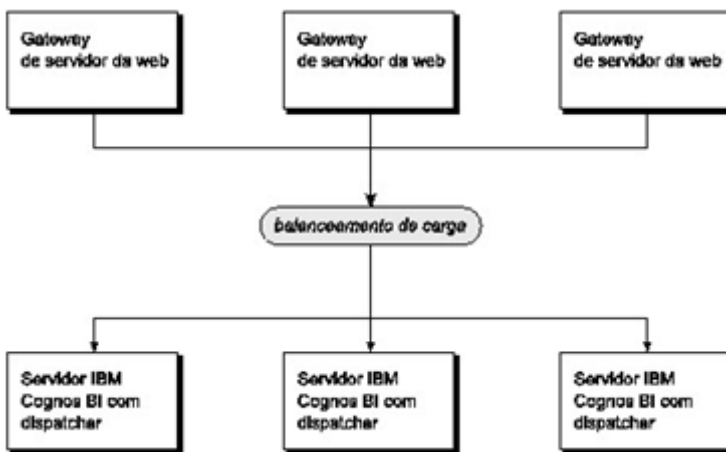 Gateway
de servidor da web
Gateway
de servidor da web
Gateway
de servidor da web
balanceamento de carga
Servidor IBM
Cognos BI com
dispatcher
Servidor IBM
Cognos BI com
dispatcher
Servidor IBM
Cognos BI com
dispatcher